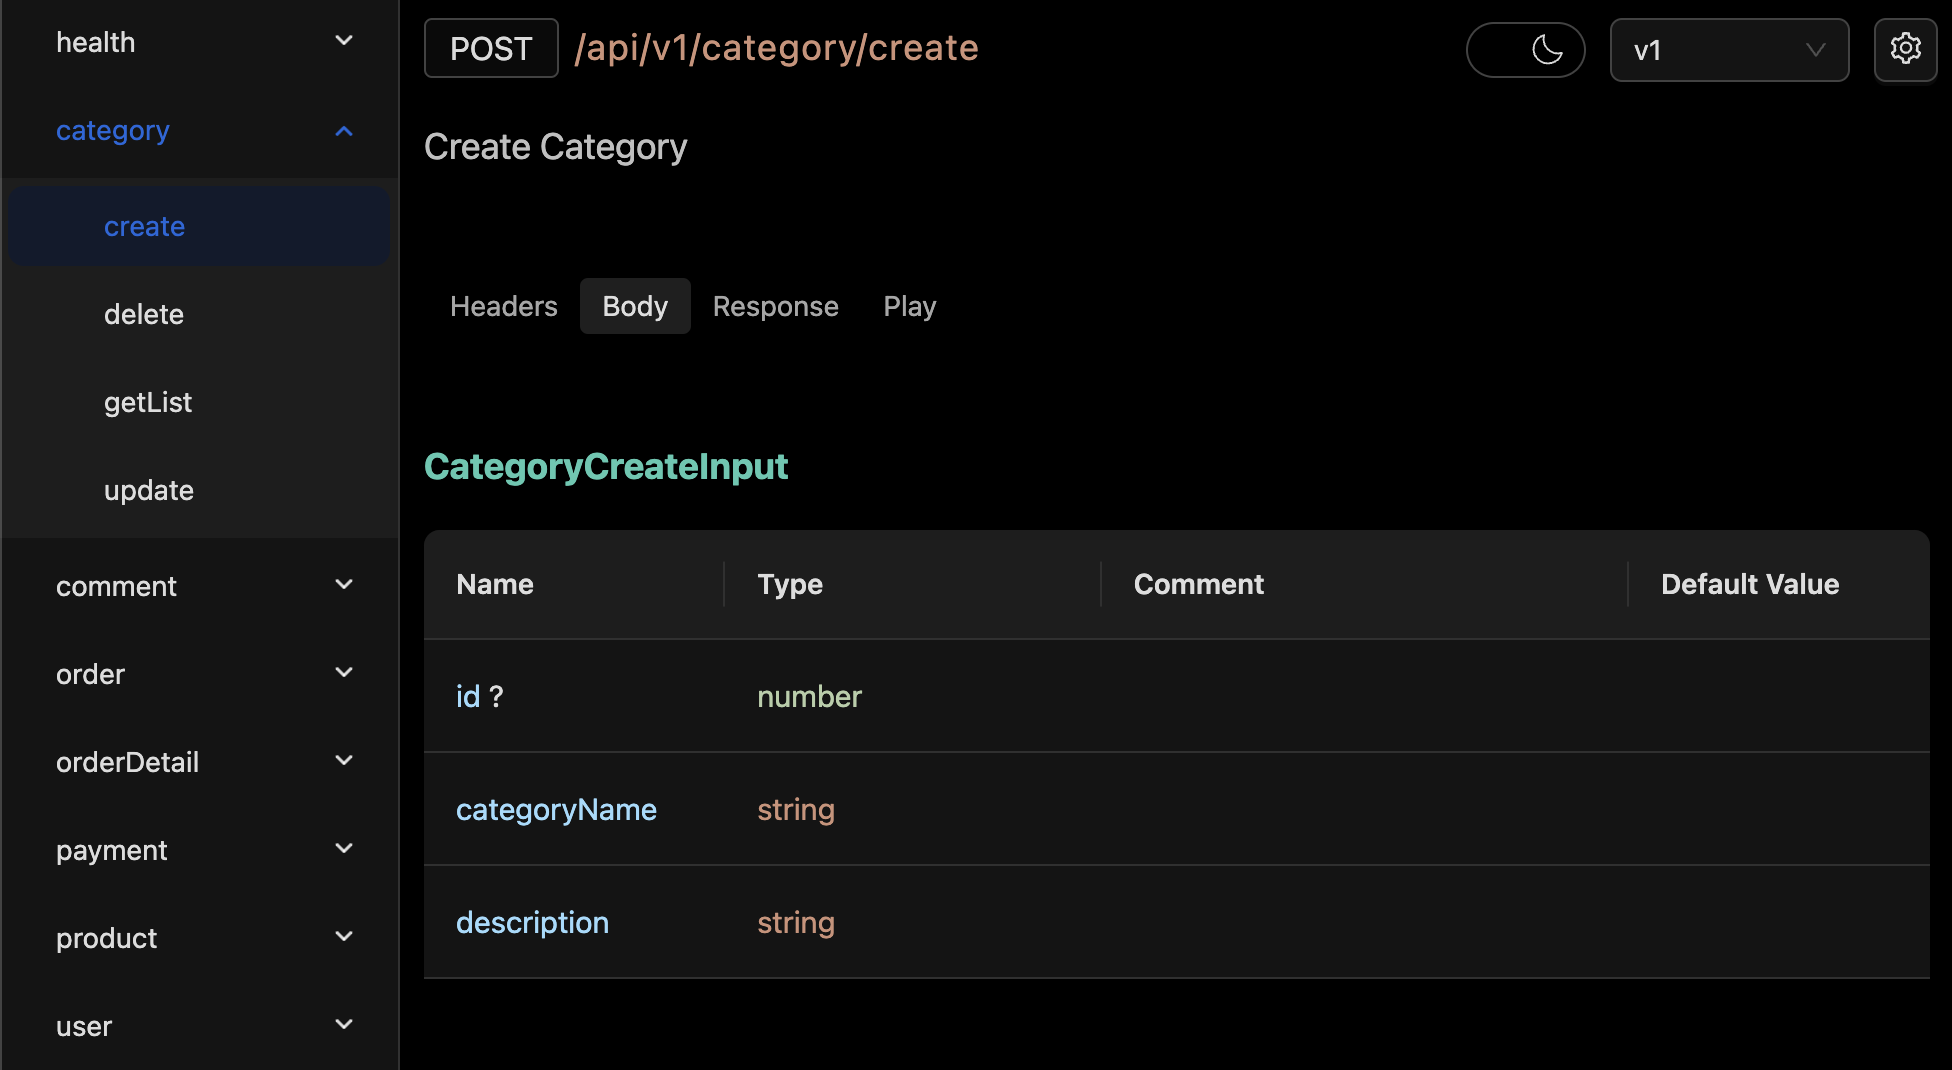 health
category
create
delete
getList
update
comment
order
orderDetail
payment
product
user
POST /api/v1/category/create
v1
Create Category
Headers Body Response Play
CategoryCreateInput
Name Type Comment Default Value
id ? number
categoryName string
description string